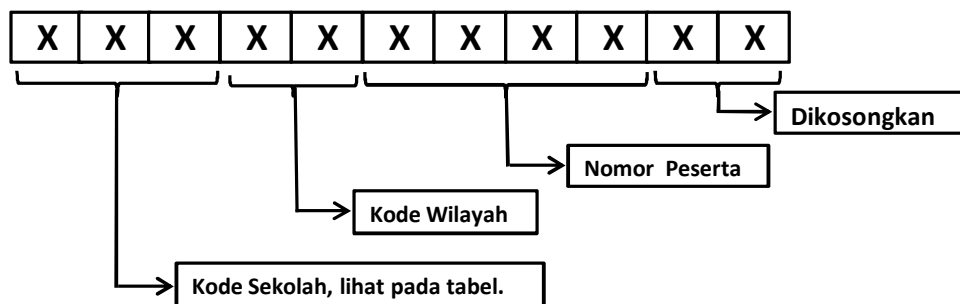 X X X X X X X X X X X
Dikosongkan
Nomor Peserta
Kode Wilayah
Kode Sekolah, lihat pada tabel.